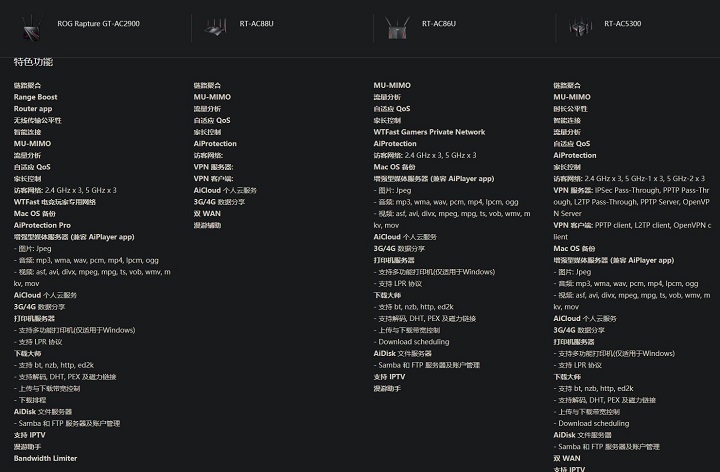 ROG Rapture GT-AC2900
RT-AC88U
RT-AC86U
RT-AC5300
特色功能
链路聚合
Range Boost
Router app
无线传输公平性
智能连接
MU-MIMO
流量分析
自适应 QoS
家长控制
访客网络: 2.4 GHz x 3, 5 GHz x 3
WTFast 电竞玩家专用网络
Mac OS 备份
AiProtection Pro
增强型媒体服务器 (兼容 AiPlayer app)
- 图片: Jpeg
- 音频: mp3, wma, wav, pcm, mp4, lpcm, ogg
- 视频: asf, avi, divx, mpeg, mpg, ts, vob, wmv, m
kv, mov
AiCloud 个人云服务
3G/4G 数据分享
打印机服务器
- 支持多功能打印机(仅适用于Windows)
- 支持 LPR 协议
下载大师
- 支持 bt, nzb, http, ed2k
- 支持解码, DHT, PEX 及磁力链接
- 上传与下载带宽控制
- 下载排程
AiDisk 文件服务器
- Samba 和 FTP 服务器及账户管理
支持 IPTV
漫游助手
Bandwidth Limiter
链路聚合
MU-MIMO
流量分析
自适应 QoS
家长控制
AiProtection
访客网络:
VPN 服务器:
VPN 客户端:
AiCloud 个人云服务
3G/4G 数据分享
双 WAN
漫游辅助
MU-MIMO
流量分析
自适应 QoS
家长控制
WTFast Gamers Private Network
AiProtection
访客网络: 2.4 GHz x 3, 5 GHz x 3
Mac OS 备份
增强型媒体服务器 (兼容 AiPlayer app)
- 图片: Jpeg
- 音频: mp3, wma, wav, pcm, mp4, lpcm, ogg
- 视频: asf, avi, divx, mpeg, mpg, ts, vob, wmv, m
kv, mov
AiCloud 个人云服务
3G/4G 数据分享
打印机服务器
- 支持多功能打印机(仅适用于Windows)
- 支持 LPR 协议
下载大师
- 支持 bt, nzb, http, ed2k
- 支持解码, DHT, PEX 及磁力链接
- 上传与下载带宽控制
- Download scheduling
AiDisk 文件服务器
- Samba 和 FTP 服务器及账户管理
支持 IPTV
漫游助手
链路聚合
MU-MIMO
时长公平性
智能连接
流量分析
自适应 QoS
AiProtection
家长控制
访客网络: 2.4 GHz x 3, 5 GHz-1 x 3, 5 GHz-2 x 3
VPN 服务器: IPSec Pass-Through, PPTP Pass-Thr
ough, L2TP Pass-Through, PPTP Server, OpenVP
N Server
VPN 客户端: PPTP client, L2TP client, OpenVPN c
lient
Mac OS 备份
增强型媒体服务器 (兼容 AiPlayer app)
- 图片: Jpeg
- 音频: mp3, wma, wav, pcm, mp4, lpcm, ogg
- 视频: asf, avi, divx, mpeg, mpg, ts, vob, wmv, m
kv, mov
AiCloud 个人云服务
3G/4G 数据分享
打印机服务器
- 支持多功能打印机(仅适用于Windows)
- 支持 LPR 协议
下载大师
- 支持 bt, nzb, http, ed2k
- 支持解码, DHT, PEX 及磁力链接
- 上传与下载带宽控制
- Download scheduling
AiDisk 文件服务器
- Samba 和 FTP 服务器及账户管理
双 WAN
支持 IPTV